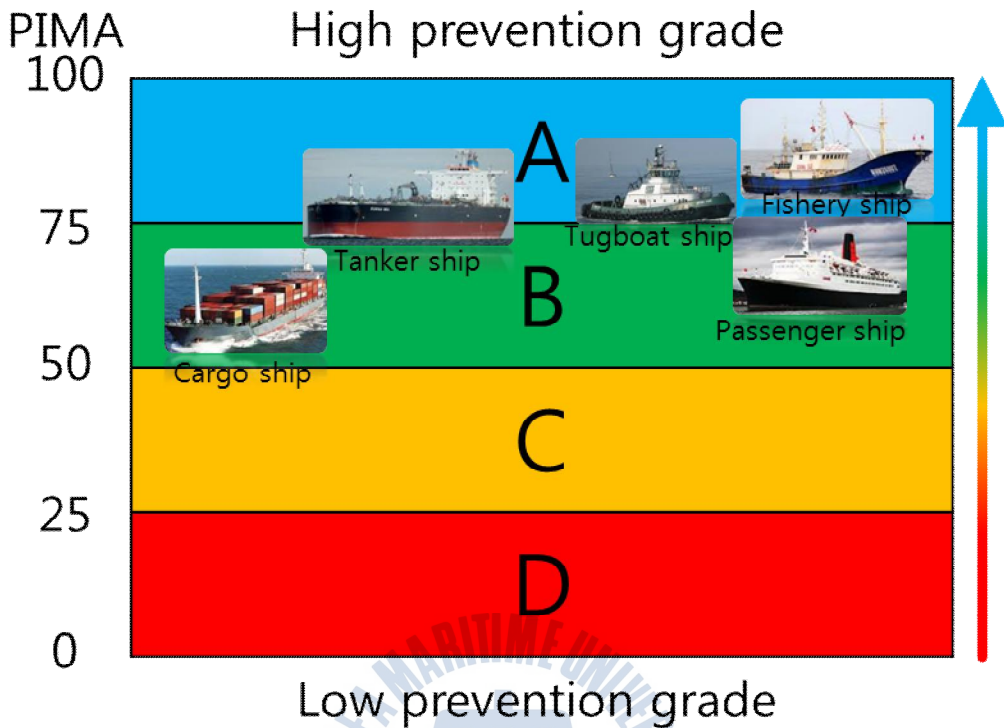 PIMA
High prevention grade
100
A
Fishery ship
75
Tugboat ship
Tanker ship
B
Passenger ship
50
Cargo ship
C
25
D
0
MARITIME
Low prevention grade